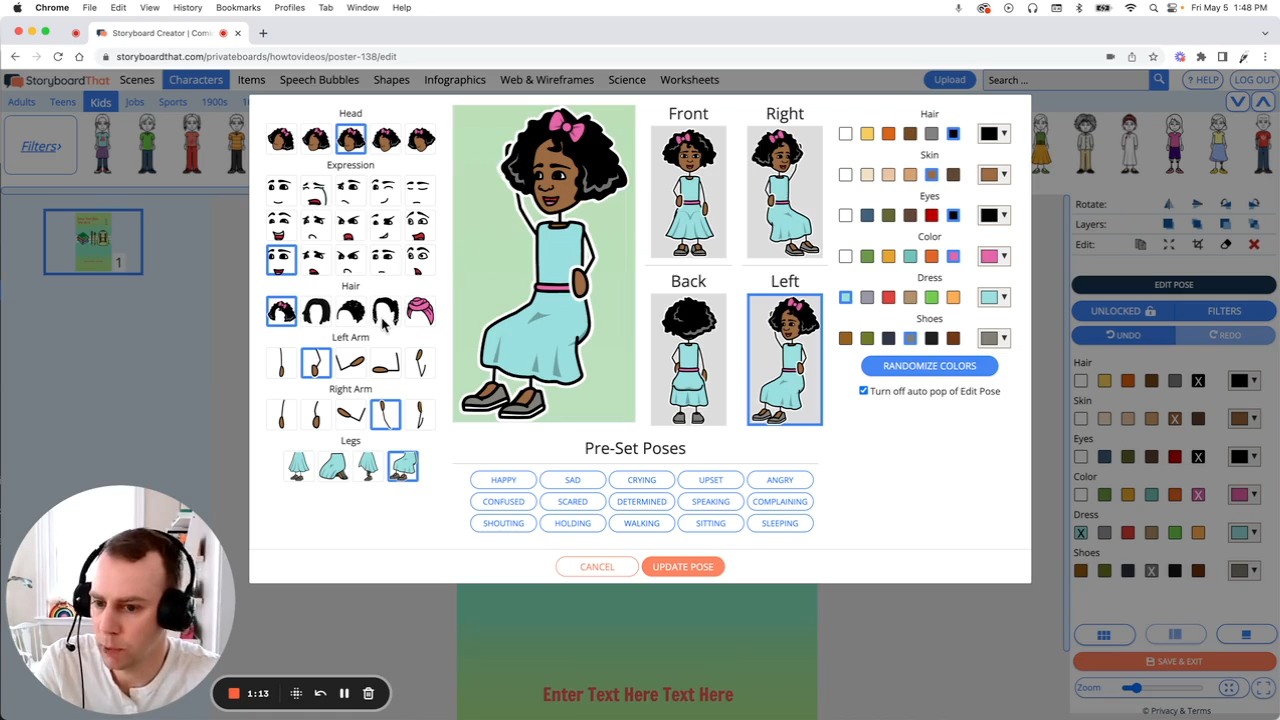 Chrome File Edit View History Bookmarks Profiles Tab Window Help Fri May 5 1:48 PM
Storyboard Creator | Comi
storyboardthat.com/privateboards/howtovideos/poster-138/edit
StoryboardThat Scenes Characters Items Speech Bubbles Shapes Infographics Web & Wireframes Science Worksheets Upload Search ... ? HELP LOG OUT
Adults Teens Kids Jobs Sports 1900s
Filters›
1
Head
Expression
Hair
Left Arm
Right Arm
Legs
Front Right
Back Left
Pre-Set Poses
HAPPY SAD CRYING UPSET ANGRY
CONFUSED SCARED DETERMINED SPEAKING COMPLAINING
SHOUTING HOLDING WALKING SITTING SLEEPING
Hair
Skin
Eyes
Color
Dress
Shoes
RANDOMIZE COLORS
Turn off auto pop of Edit Pose
CANCEL UPDATE POSE
Rotate:
Layers:
Edit:
EDIT POSE
UNLOCKED FILTERS
UNDO REDO
Hair
X
Skin
X
Eyes
X
Color
X
Dress
X
Shoes
X
SAVE & EXIT
Zoom
© Privacy & Terms
Enter Text Here Text Here
1:13